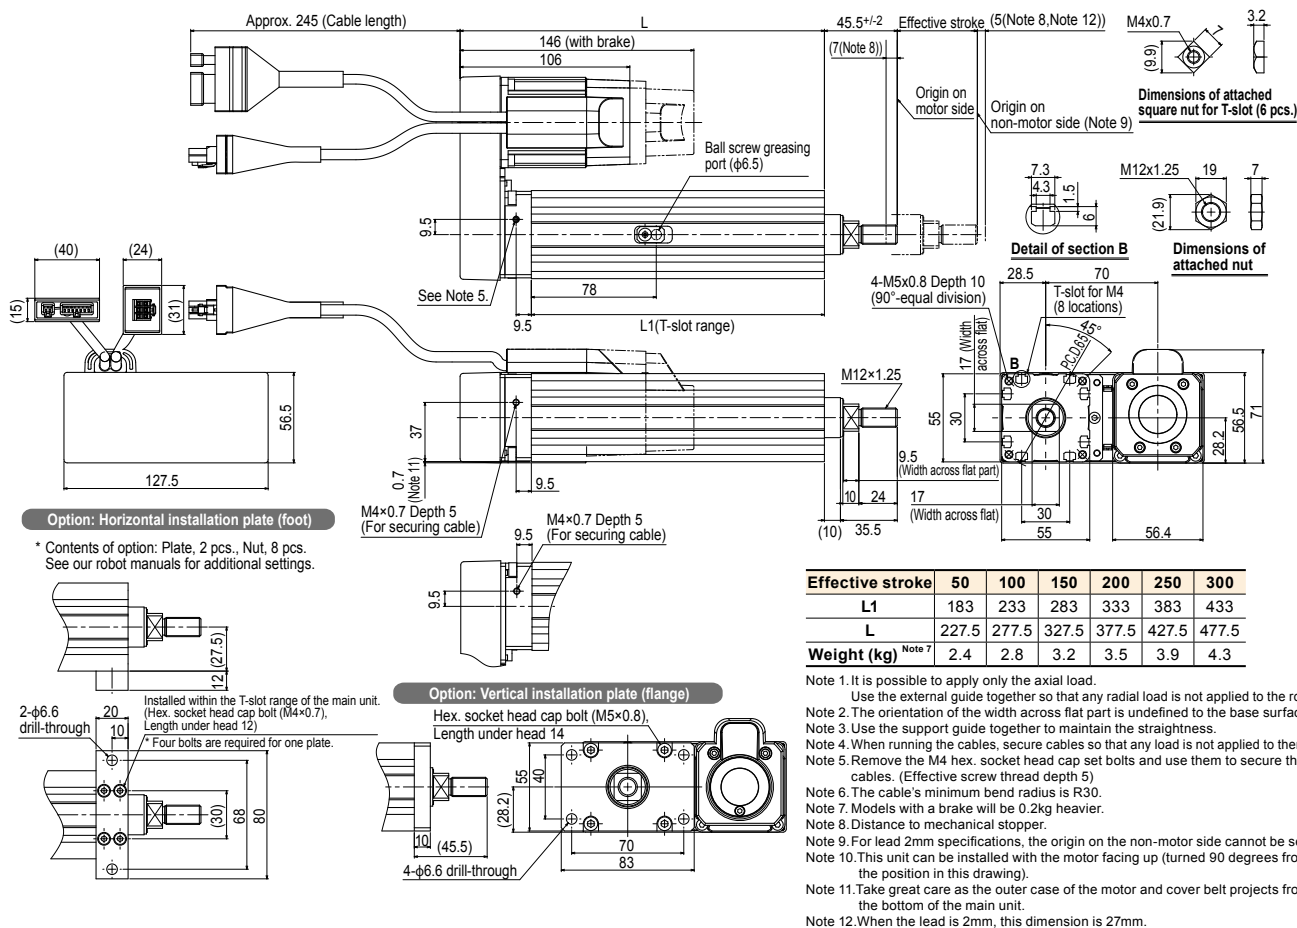 Approx. 245 (Cable length)
L
45.5+/-2
Effective stroke
(5(Note 8,Note 12))
146 (with brake)
106
(7(Note 8))
Origin on
motor side
Origin on
non-motor side (Note 9)
M4x0.7
7
3.2
(9.9)
Dimensions of attached
square nut for T-slot (6 pcs.)
Ball screw greasing
port (ϕ6.5)
9.5
See Note 5.
78
9.5
L1(T-slot range)
7.3
4.3
1.5
6
Detail of section B
M12x1.25
19
7
(21.9)
Dimensions of
attached nut
(40)
(24)
(15)
(31)
56.5
127.5
4-M5x0.8 Depth 10
(90°-equal division)
28.5
70
T-slot for M4
(8 locations)
45°
P.C.D.65
17 (Width
across flat)
B
55
30
28.2
56.5
71
17
(Width across flat)
30
55
56.4
M12×1.25
37
0.7
(Note 11)
9.5
9.5
(Width across flat part)
10
24
(10)
35.5
M4×0.7 Depth 5
(For securing cable)
M4×0.7 Depth 5
(For securing cable)
9.5
9.5
Option: Horizontal installation plate (foot)
* Contents of option: Plate, 2 pcs., Nut, 8 pcs.
See our robot manuals for additional settings.
(27.5)
12
2-ϕ6.6
drill-through
20
10
Installed within the T-slot range of the main unit.
(Hex. socket head cap bolt (M4×0.7),
Length under head 12)
* Four bolts are required for one plate.
(30)
68
80
Option: Vertical installation plate (flange)
Hex. socket head cap bolt (M5×0.8),
Length under head 14
55
40
(28.2)
10
(45.5)
70
83
4-ϕ6.6 drill-through
Effective stroke 50 100 150 200 250 300
L1 183 233 283 333 383 433
L 227.5 277.5 327.5 377.5 427.5 477.5
Weight (kg) Note 7 2.4 2.8 3.2 3.5 3.9 4.3
Note 1. It is possible to apply only the axial load.
Use the external guide together so that any radial load is not applied to the
Note 2. The orientation of the width across flat part is undefined to the base
Note 3. Use the support guide together to maintain the straightness.
Note 4. When running the cables, secure cables so that any load is not applied to
Note 5. Remove the M4 hex. socket head cap set bolts and use them to secure
cables. (Effective screw thread depth 5)
Note 6. The cable's minimum bend radius is R30.
Note 7. Models with a brake will be 0.2kg heavier.
Note 8. Distance to mechanical stopper.
Note 9. For lead 2mm specifications, the origin on the non-motor side cannot be
Note 10. This unit can be installed with the motor facing up (turned 90 degrees
the position in this drawing).
Note 11. Take great care as the outer case of the motor and cover belt projects
the bottom of the main unit.
Note 12. When the lead is 2mm, this dimension is 27mm.